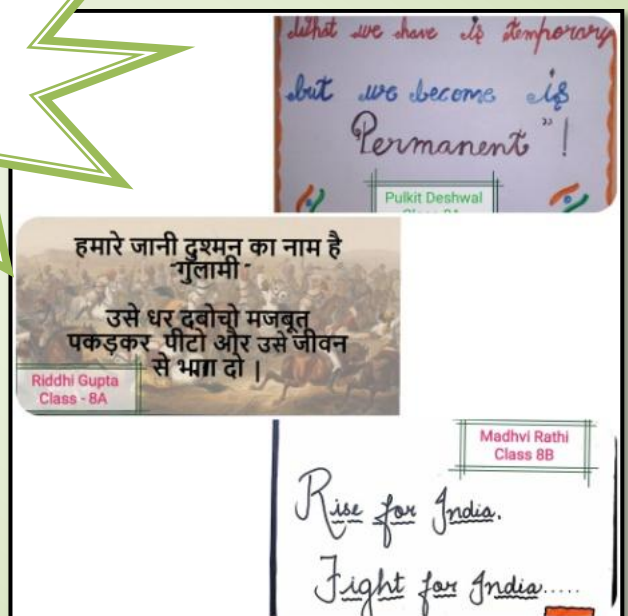 What we have is temporary
but we become is
Permanent"!
Pulkit Deshwal
हमारे जानी दुश्मन का नाम है
"गुलामी"
उसे धर दबोचो मजबूत
पकड़कर पीटो और उसे जीवन
से भगा दो |
Riddhi Gupta
Class - 8A
Madhvi Rathi
Class 8B
Rise for India.
Fight for India.....